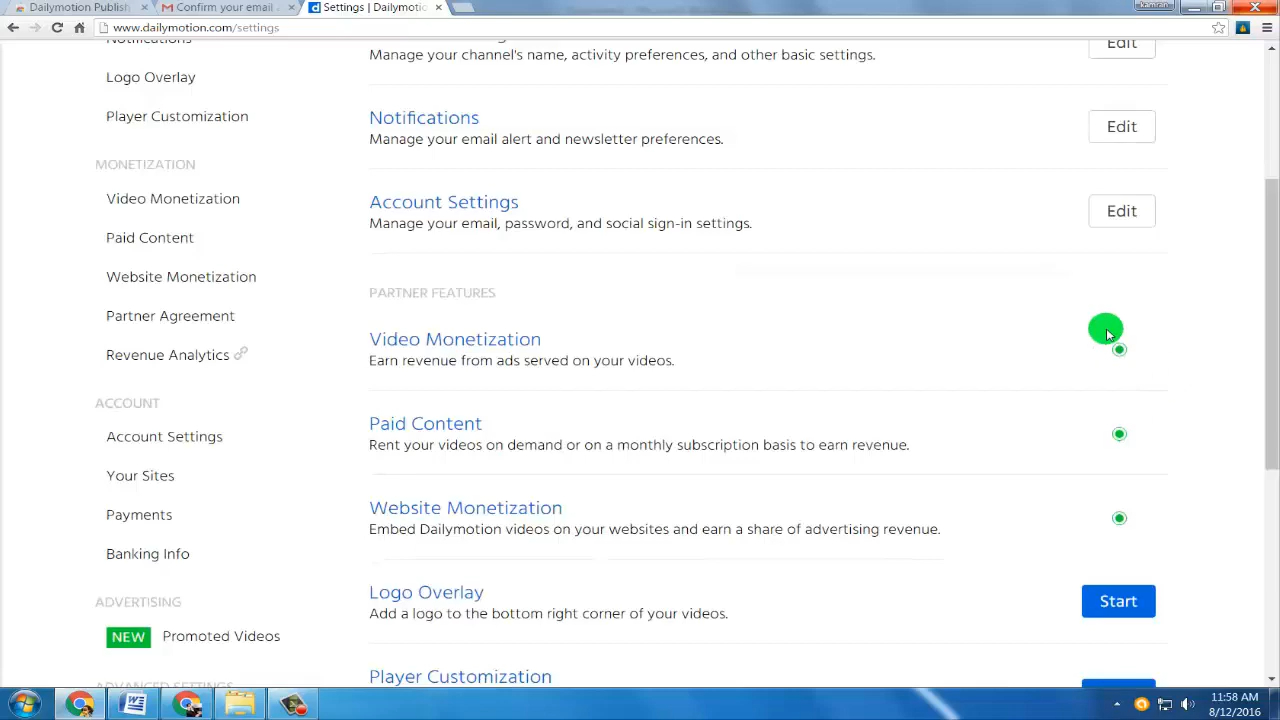 Dailymotion Publish
Confirm your email
Settings | Dailymotic
kamran
www.dailymotion.com/settings
Notifications
Logo Overlay
Player Customization
MONETIZATION
Video Monetization
Paid Content
Website Monetization
Partner Agreement
Revenue Analytics
ACCOUNT
Account Settings
Your Sites
Payments
Banking Info
ADVERTISING
NEW Promoted Videos
ADVANCED SETTINGS
Manage your channel's name, activity preferences, and other basic settings.
Edit
Notifications
Manage your email alert and newsletter preferences.
Edit
Account Settings
Manage your email, password, and social sign-in settings.
Edit
PARTNER FEATURES
Video Monetization
Earn revenue from ads served on your videos.
Paid Content
Rent your videos on demand or on a monthly subscription basis to earn revenue.
Website Monetization
Embed Dailymotion videos on your websites and earn a share of advertising revenue.
Logo Overlay
Add a logo to the bottom right corner of your videos.
Start
Player Customization
11:58 AM
8/12/2016